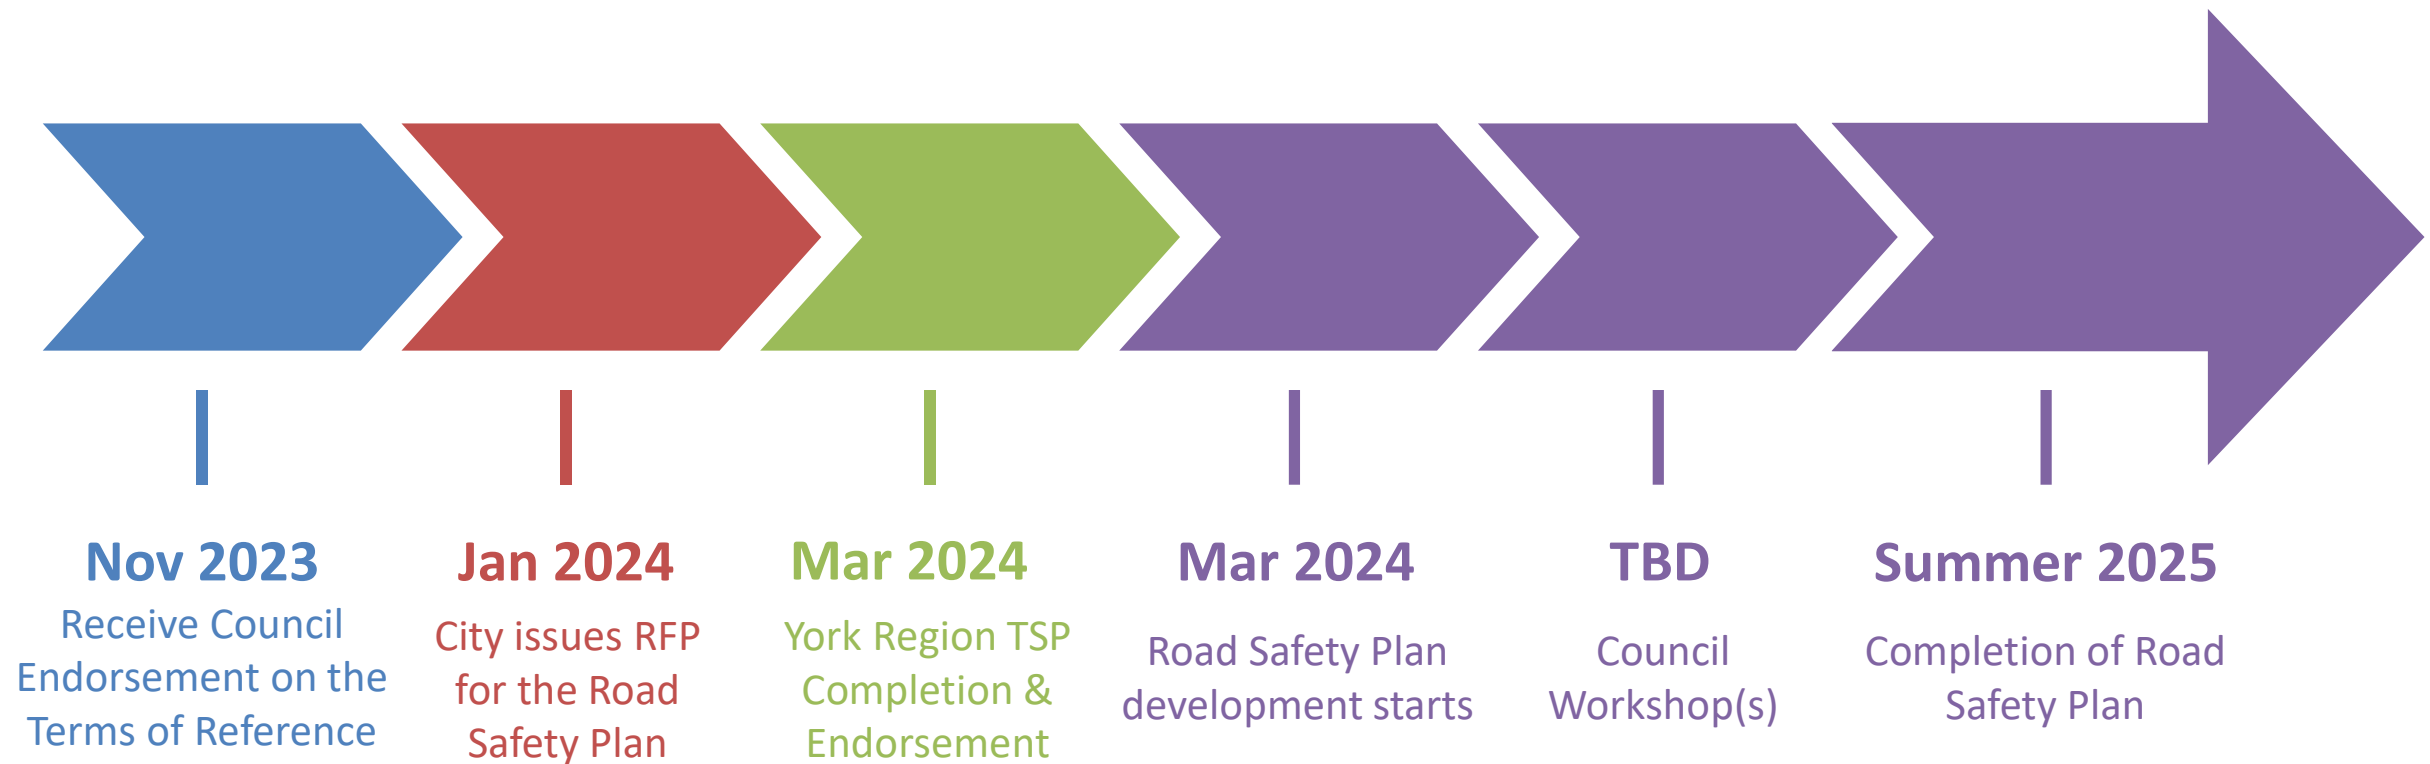 Nov 2023
Receive Council
Endorsement on the
Terms of Reference
Jan 2024
City issues RFP
for the Road
Safety Plan
Mar 2024
York Region TSP
Completion &
Endorsement
Mar 2024
Road Safety Plan
development starts
TBD
Council
Workshop(s)
Summer 2025
Completion of Road
Safety Plan